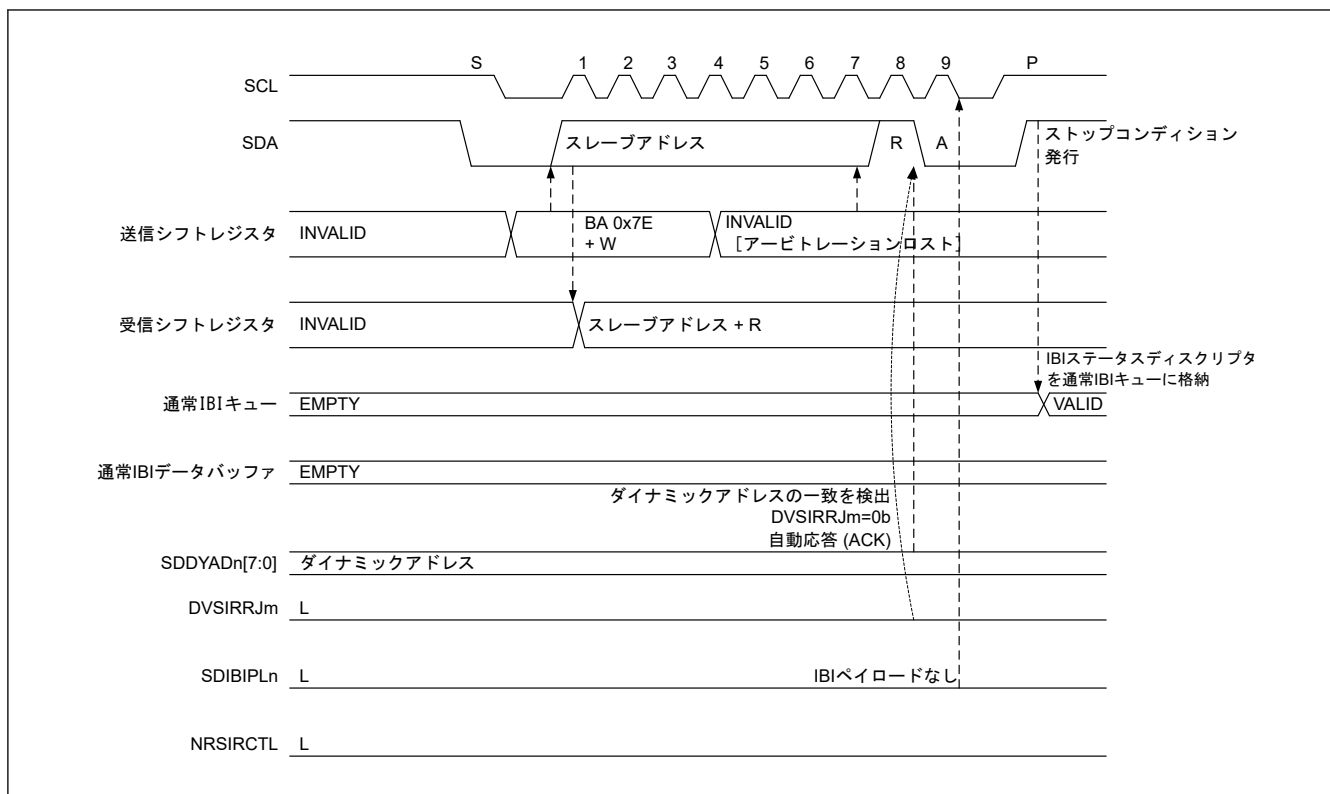 S 1 2 3 4 5 6 7 8 9 P
SCL
SDA スレーブアドレス R A ストップコンディション
発行
送信シフトレジスタ INVALID BA 0x7E INVALID
+ W [アービトレーションロスト]
受信シフトレジスタ INVALID スレーブアドレス + R
IBIステータスディスクリプタ
を通常IBIキューに格納
通常IBIキュー EMPTY VALID
通常IBIデータバッファ EMPTY
ダイナミックアドレスの一致を検出
DVSIRRJm=0b
自動応答 (ACK)
SDDYADn[7:0] ダイナミックアドレス
DVSIRRJm L
SDIBIPLn L IBIペイロードなし
NRSIRCTL L